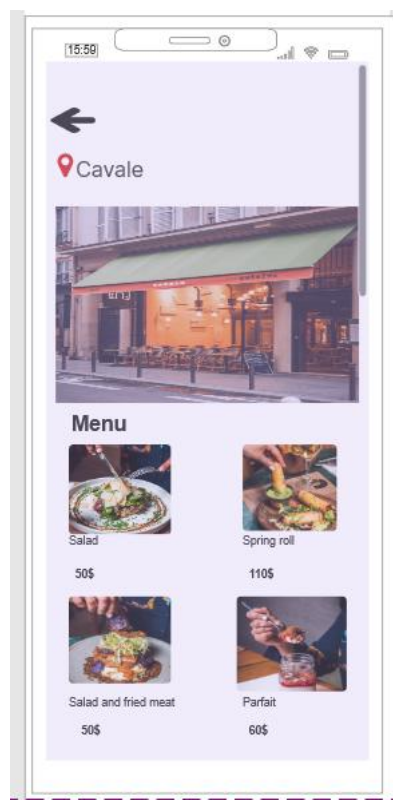 15:59
Cavale
Menu
Salad
Spring roll
50$
110$
Salad and fried meat
Parfait
50$
60$